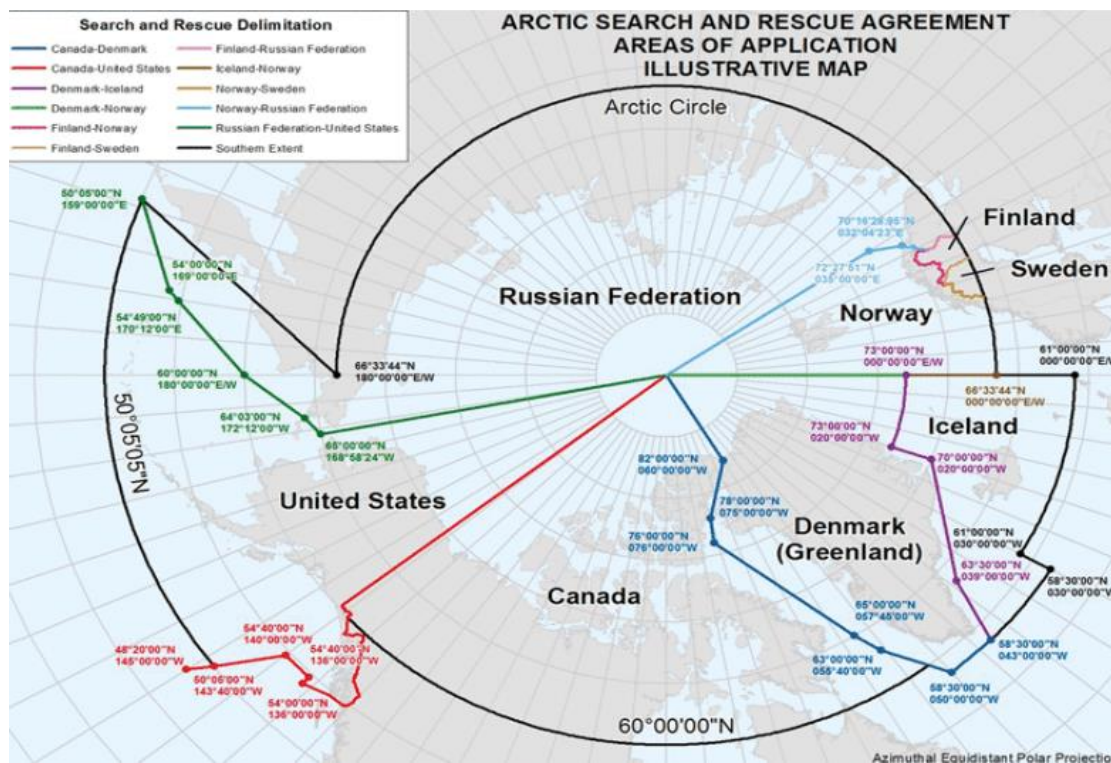 Search and Rescue Delimitation
Canada-Denmark
Canada-United States
Denmark-Iceland
Denmark-Norway
Finland-Norway
Finland-Sweden
Finland-Russian Federation
Iceland-Norway
Norway-Sweden
Norway-Russian Federation
Russian Federation-United States
Southern Extent
ARCTIC SEARCH AND RESCUE AGREEMENT
AREAS OF APPLICATION
ILLUSTRATIVE MAP
Arctic Circle
50°05'00"N
159°00'00"E
54°00'00"N
169°00'00"E
54°49'00"N
170°12'00"E
60°00'00"N
180°00'00"E/W
64°03'00"N
172°12'00"W
66°33'44"N
180°00'00"E/W
168°58'24"W
Russian Federation
70°16'28.95"N
032°04'23"E
72°27'51"N
035°00'00"E
Finland
Sweden
Norway
73°00'00"N
000°00'00"E/W
61°00'00"N
000°00'00"E/W
66°33'44"N
000°00'00"E/W
Iceland
73°00'00"N
020°00'00"W
70°00'00"N
020°00'00"W
50°05'05"N
United States
82°00'00"N
060°00'00"W
78°00'00"N
075°00'00"W
76°00'00"N
076°00'00"W
Denmark
(Greenland)
61°00'00"N
030°00'00"W
63°30'00"N
039°00'00"W
58°30'00"N
030°00'00"W
Canada
65°00'00"N
057°45'00"W
63°00'00"N
055°40'00"W
58°30'00"N
043°00'00"W
58°30'00"N
050°00'00"W
54°40'00"N
140°00'00"W
54°40'00"N
136°00'00"W
48°20'00"N
145°00'00"W
50°05'00"N
143°40'00"W
54°00'00"N
136°00'00"W
60°00'00"N
Azimuthal Equidistant Polar Projectio